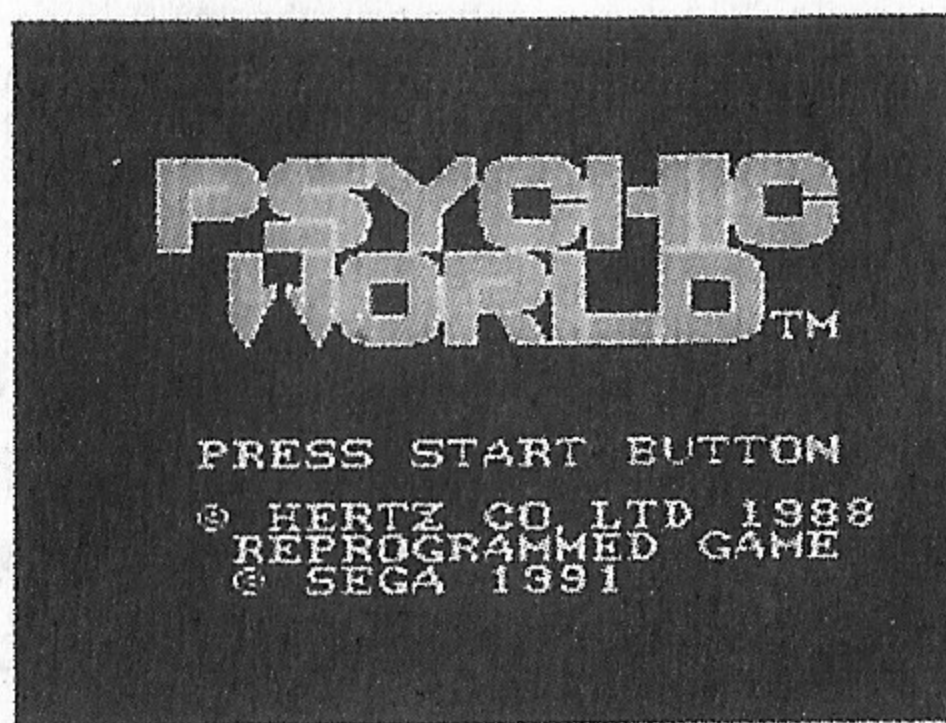 PSYCHIC
WORLD TM
PRESS START BUTTON
© HERTZ CO. LTD 1988
REPROGRAMMED GAME
© SEGA 1991